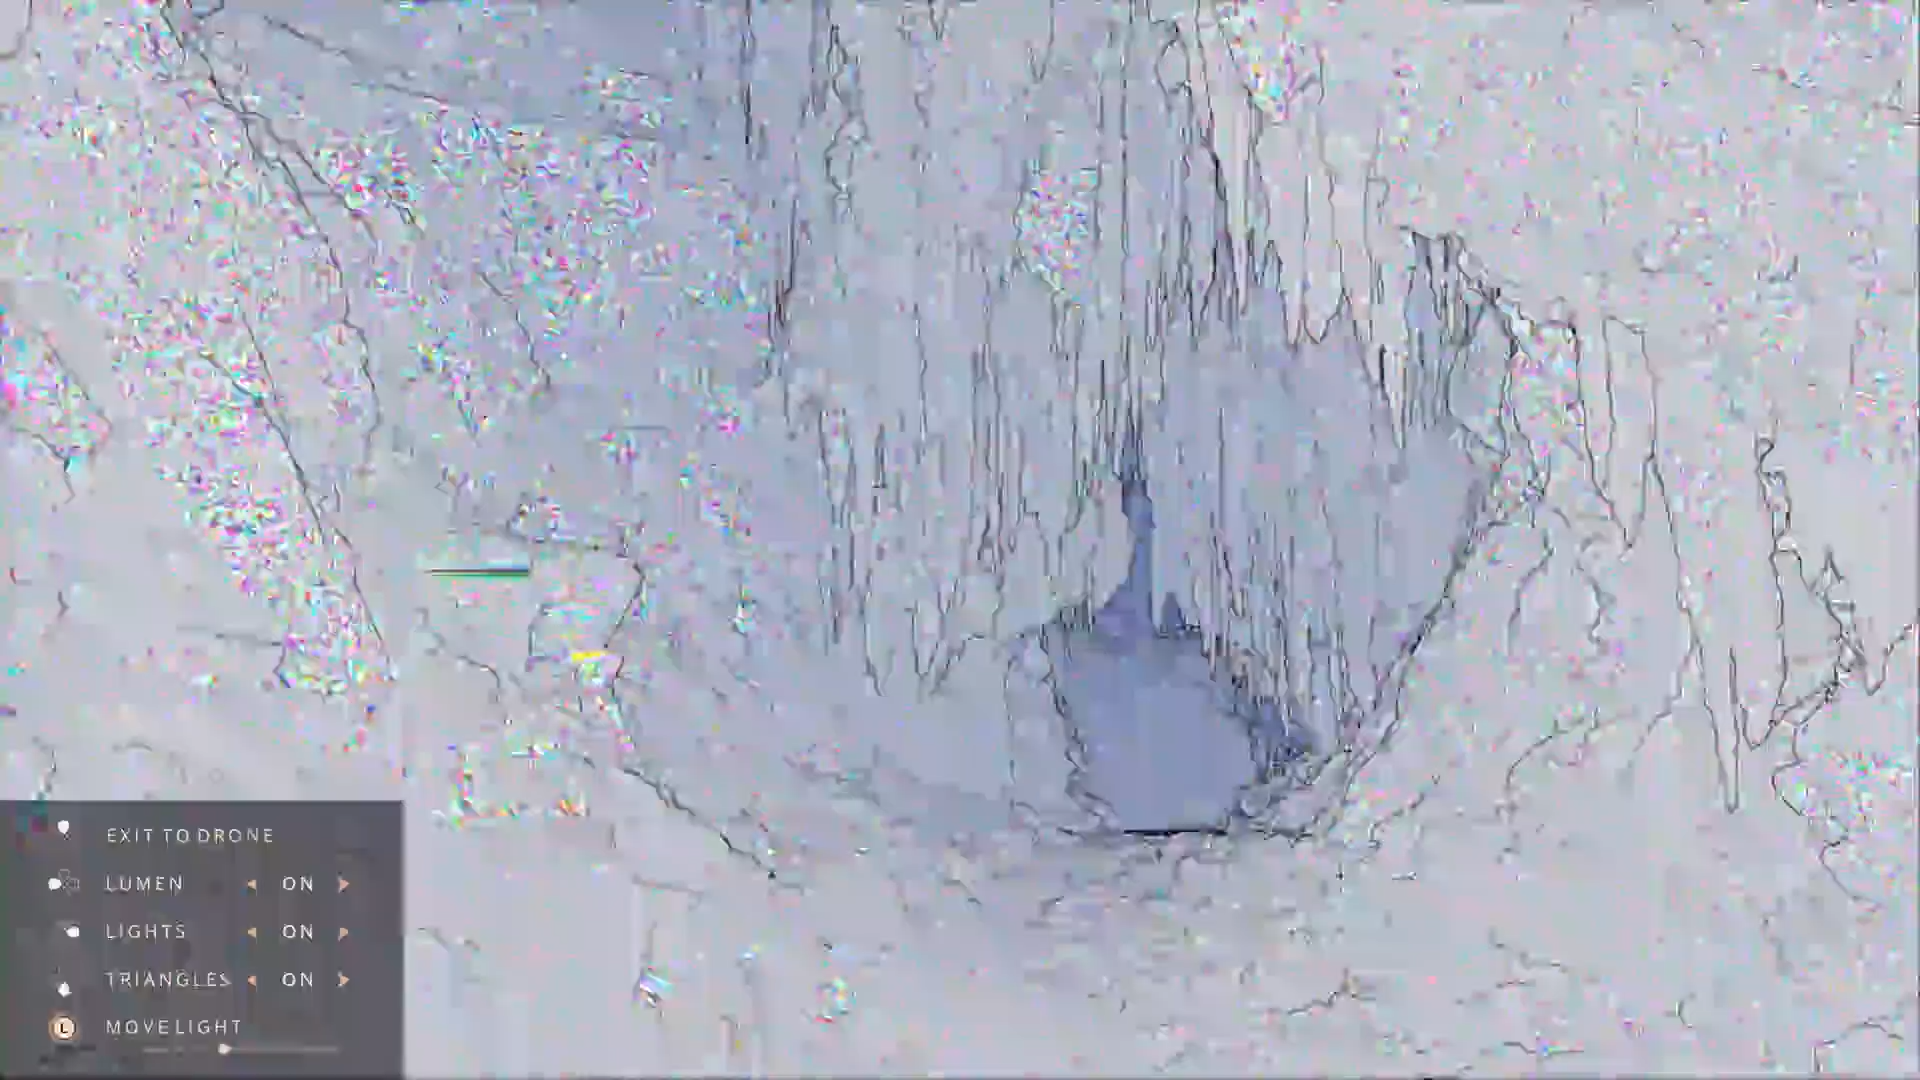 EXIT TO DRONE
LUMEN ON
LIGHTS ON
TRIANGLES ON
L MOVE LIGHT